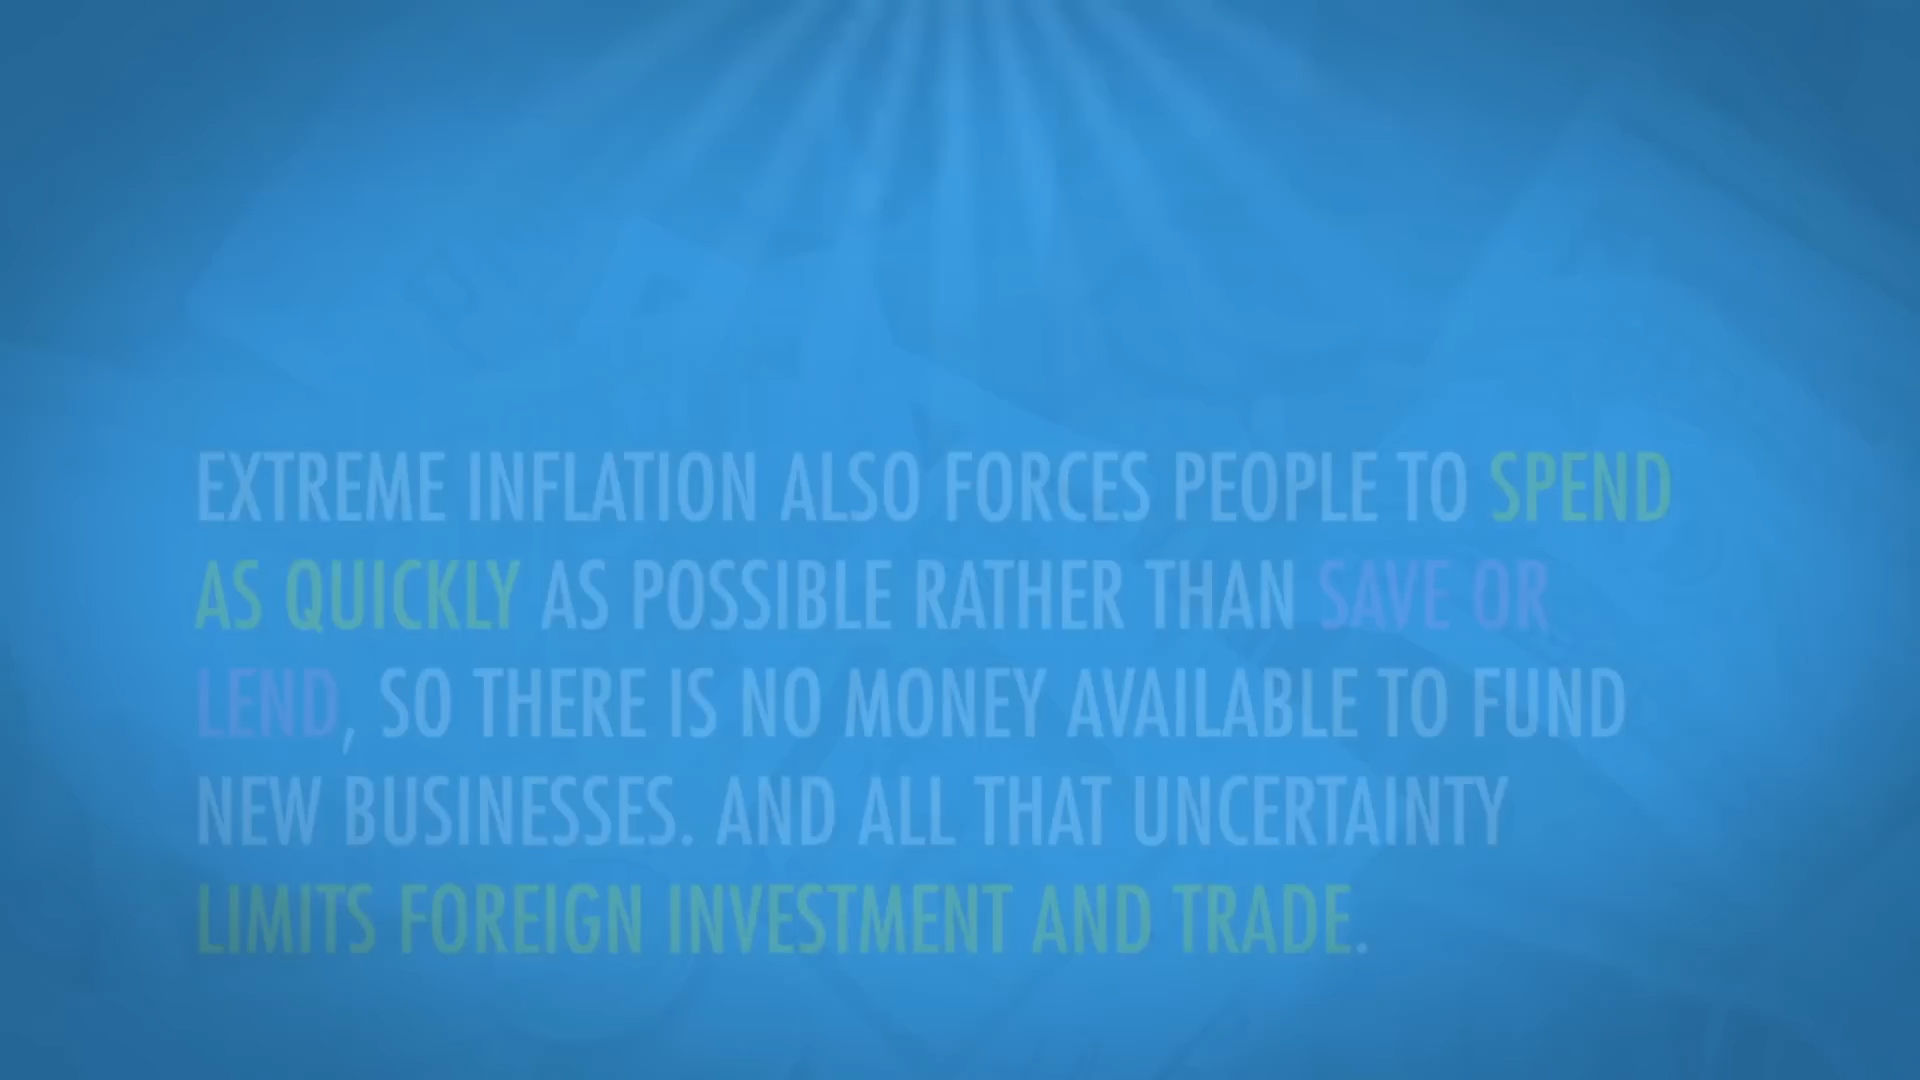 EXTREME INFLATION ALSO FORCES PEOPLE TO SPEND
AS QUICKLY AS POSSIBLE RATHER THAN SAVE OR
LEND, SO THERE IS NO MONEY AVAILABLE TO FUND
NEW BUSINESSES. AND ALL THAT UNCERTAINTY
LIMITS FOREIGN INVESTMENT AND TRADE.